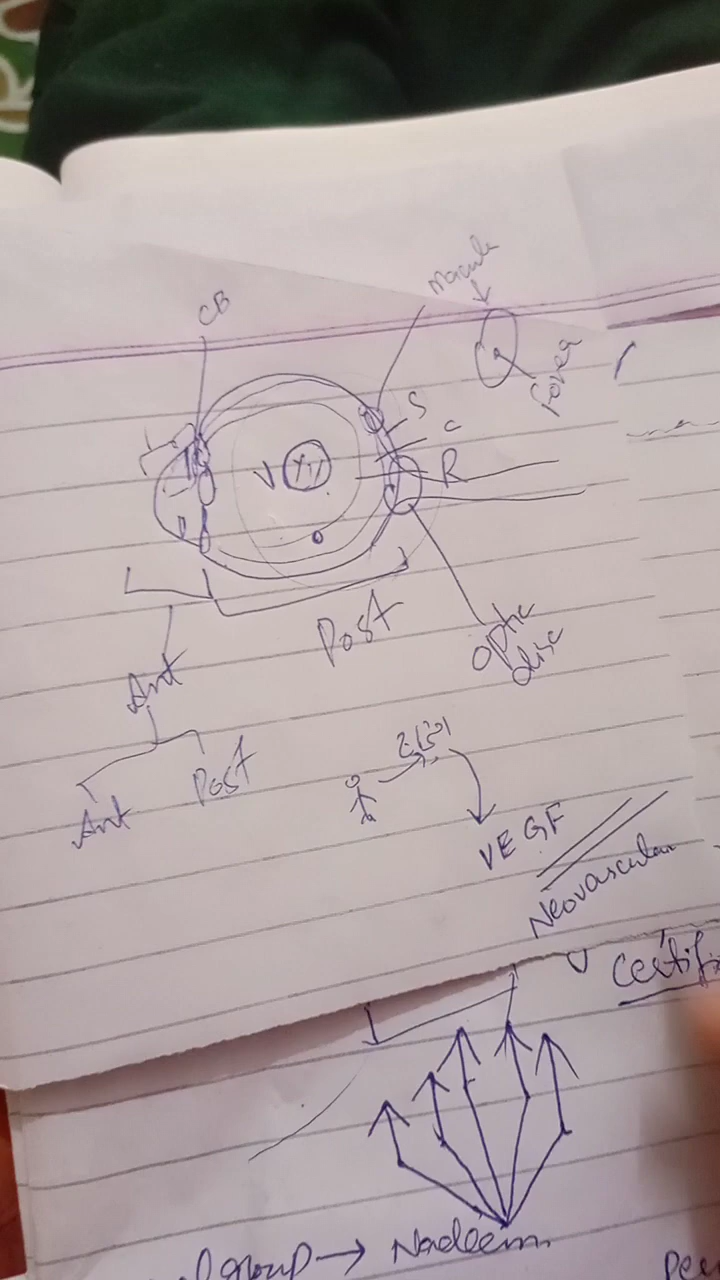 CB
Macula
Fovea
S
C
R
V
Post
Optic
disc
Ant
Ant
Post
VEGF
Neovascular
Certif
group → Nadeem